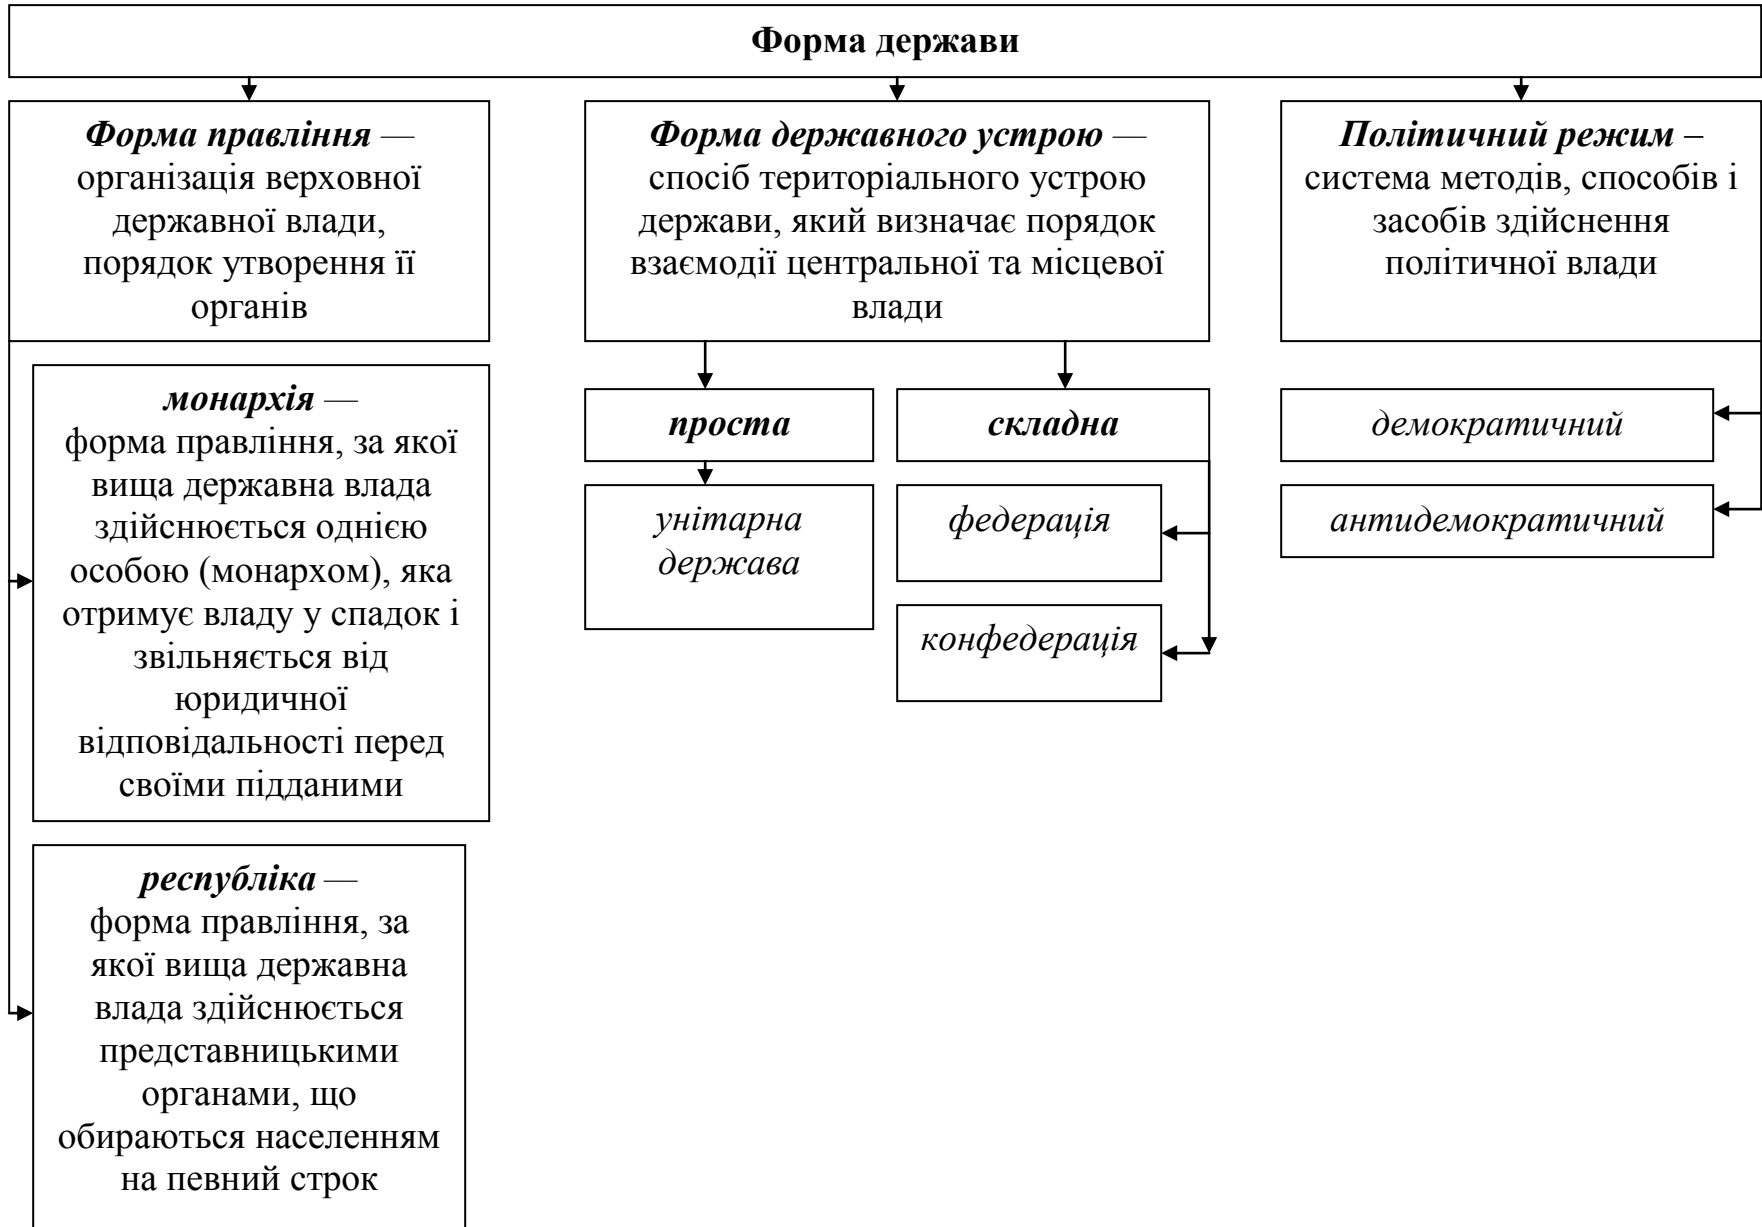 Форма держави
Форма правління —
організація верховної
державної влади,
порядок утворення її
органів
Форма державного устрою —
спосіб територіального устрою
держави, який визначає порядок
взаємодії центральної та місцевої
влади
Політичний режим –
система методів, способів і
засобів здійснення
політичної влади
монархія —
форма правління, за якої
вища державна влада
здійснюється однією
особою (монархом), яка
отримує владу у спадок і
звільняється від
юридичної
відповідальності перед
своїми підданими
республіка —
форма правління, за
якої вища державна
влада здійснюється
представницькими
органами, що
обираються населенням
на певний строк
проста
унітарна
держава
складна
федерація
конфедерація
демократичний
антидемократичний